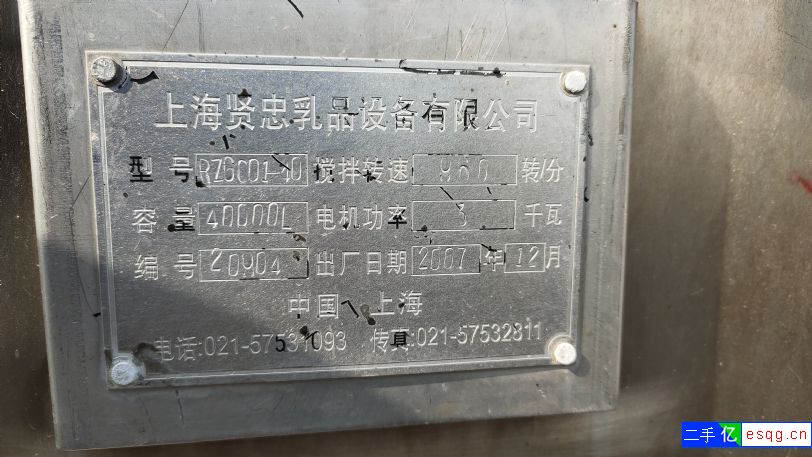 上海贤忠乳品设备有限公司
型号 RZGC01-40 搅拌转速 960 转/分
容量 40000L 电机功率 3 千瓦
编号 出厂日期 2007 年 12 月
中国 上海
电话:021-57531093 传真:021-57532811
二手亿 esqg.cn